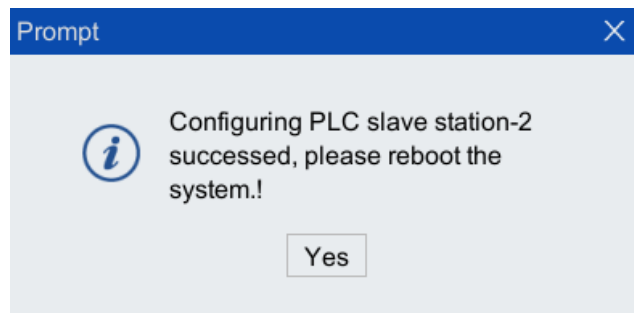 Prompt
Configuring PLC slave station-2
successed, please reboot the
system.!
Yes